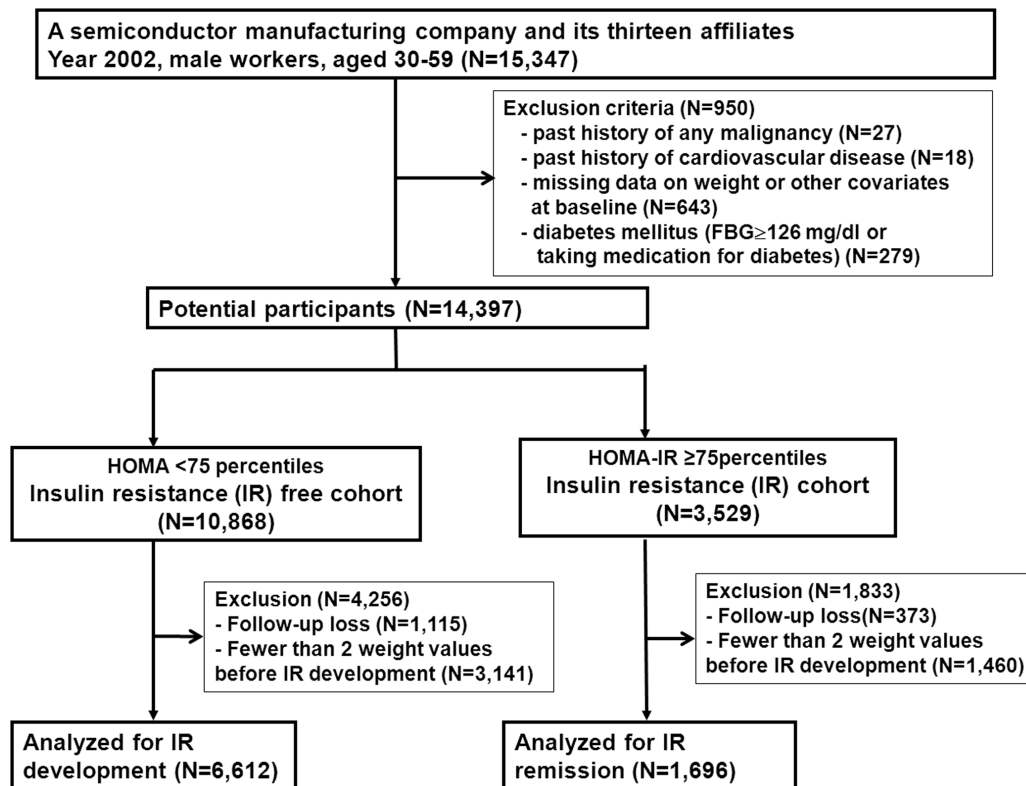 A semiconductor manufacturing company and its thirteen affiliates
Year 2002, male workers, aged 30-59 (N=15,347)
Exclusion criteria (N=950)
- past history of any malignancy (N=27)
- past history of cardiovascular disease (N=18)
- missing data on weight or other covariates
at baseline (N=643)
- diabetes mellitus (FBG≥126 mg/dl or
taking medication for diabetes) (N=279)
Potential participants (N=14,397)
HOMA <75 percentiles
Insulin resistance (IR) free cohort
(N=10,868)
HOMA-IR ≥75percentiles
Insulin resistance (IR) cohort
(N=3,529)
Exclusion (N=4,256)
- Follow-up loss (N=1,115)
- Fewer than 2 weight values
before IR development (N=3,141)
Exclusion (N=1,833)
- Follow-up loss(N=373)
- Fewer than 2 weight values
before IR development (N=1,460)
Analyzed for IR
development (N=6,612)
Analyzed for IR
remission (N=1,696)